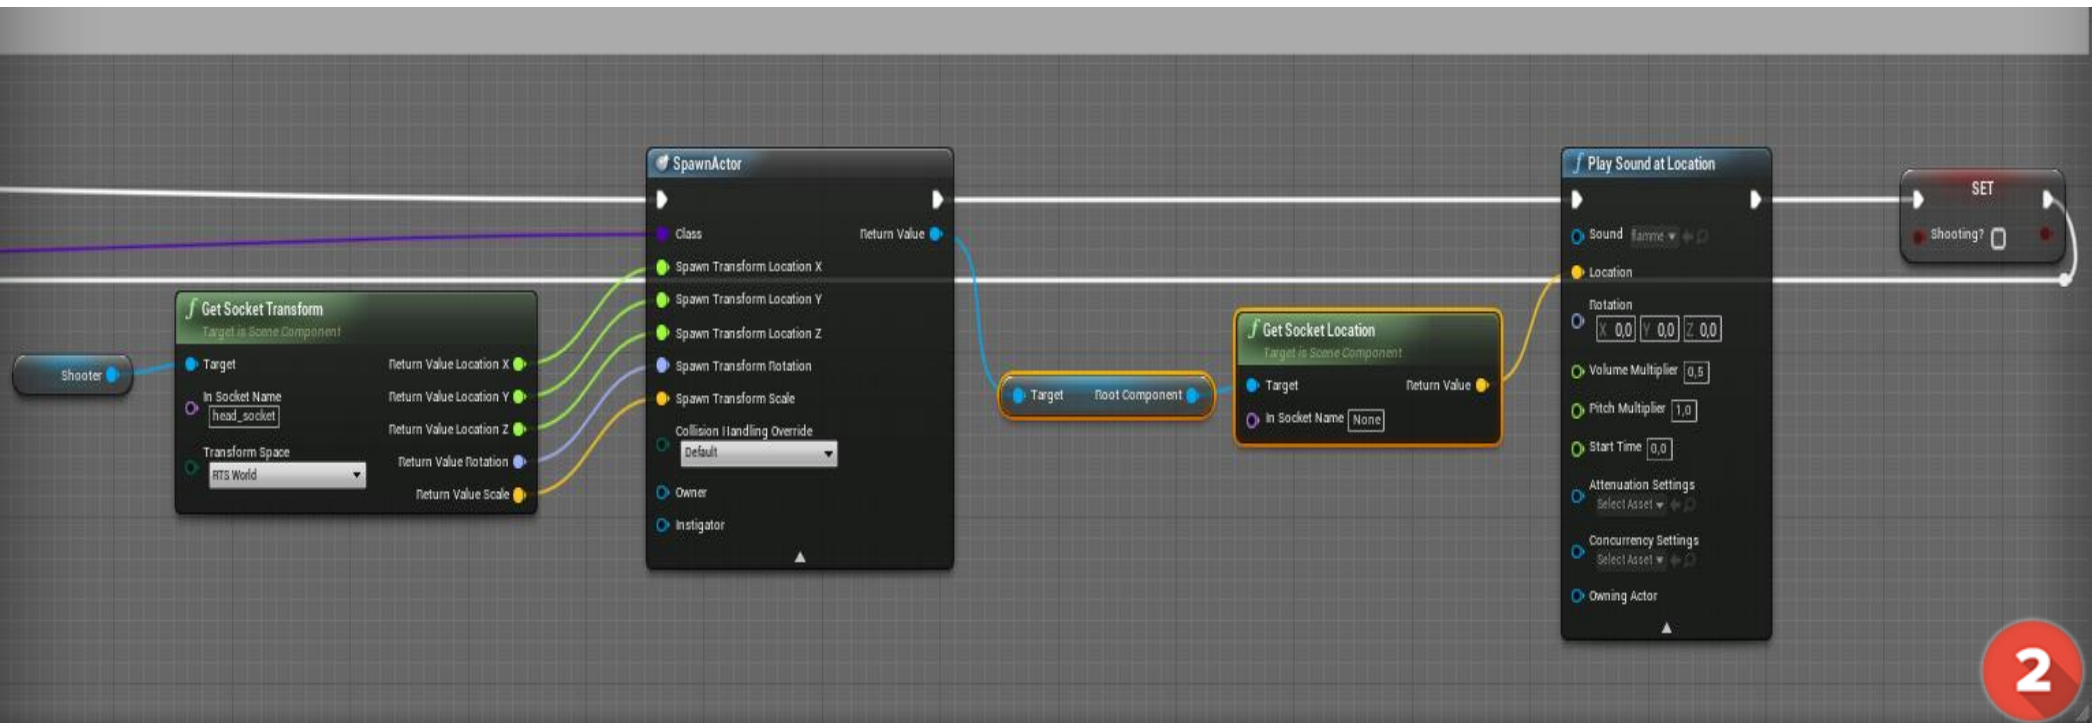 Shooter
Get Socket Transform
Target is Scene Component
Target
In Socket Name
head_socket
Transform Space
RTS World
Return Value Location X
Return Value Location Y
Return Value Location Z
Return Value Rotation
Return Value Scale
SpawnActor
Class
Return Value
Spawn Transform Location X
Spawn Transform Location Y
Spawn Transform Location Z
Spawn Transform Rotation
Spawn Transform Scale
Collision Handling Override
Default
Owner
Instigator
Target Root Component
Get Socket Location
Target is Scene Component
Target Return Value
In Socket Name None
Play Sound at Location
Sound flamme
Location
Rotation
X 0,0 Y 0,0 Z 0,0
Volume Multiplier 0,5
Pitch Multiplier 1,0
Start Time 0,0
Attenuation Settings
Select Asset
Concurrency Settings
Select Asset
Owning Actor
SET
Shooting?
2